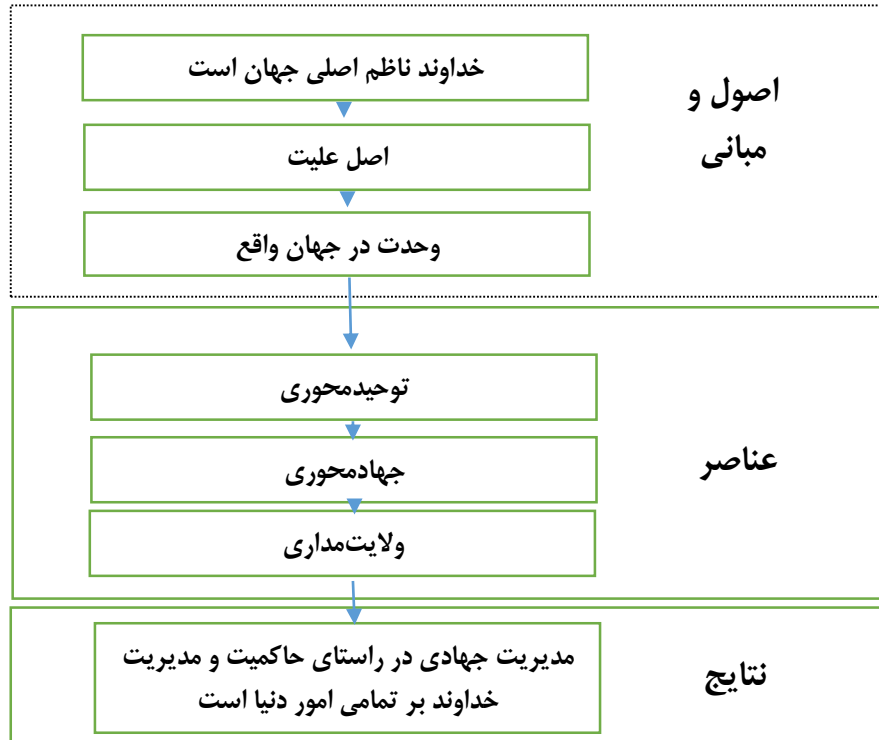 اصول و
مبانی
خداوند ناظم اصلی جهان است
اصل علیت
وحدت در جهان واقع
عناصر
توحیدمحوری
جهادمحوری
ولایت‌مداری
نتایج
مدیریت جهادی در راستای حاکمیت و مدیریت
خداوند بر تمامی امور دنیا است